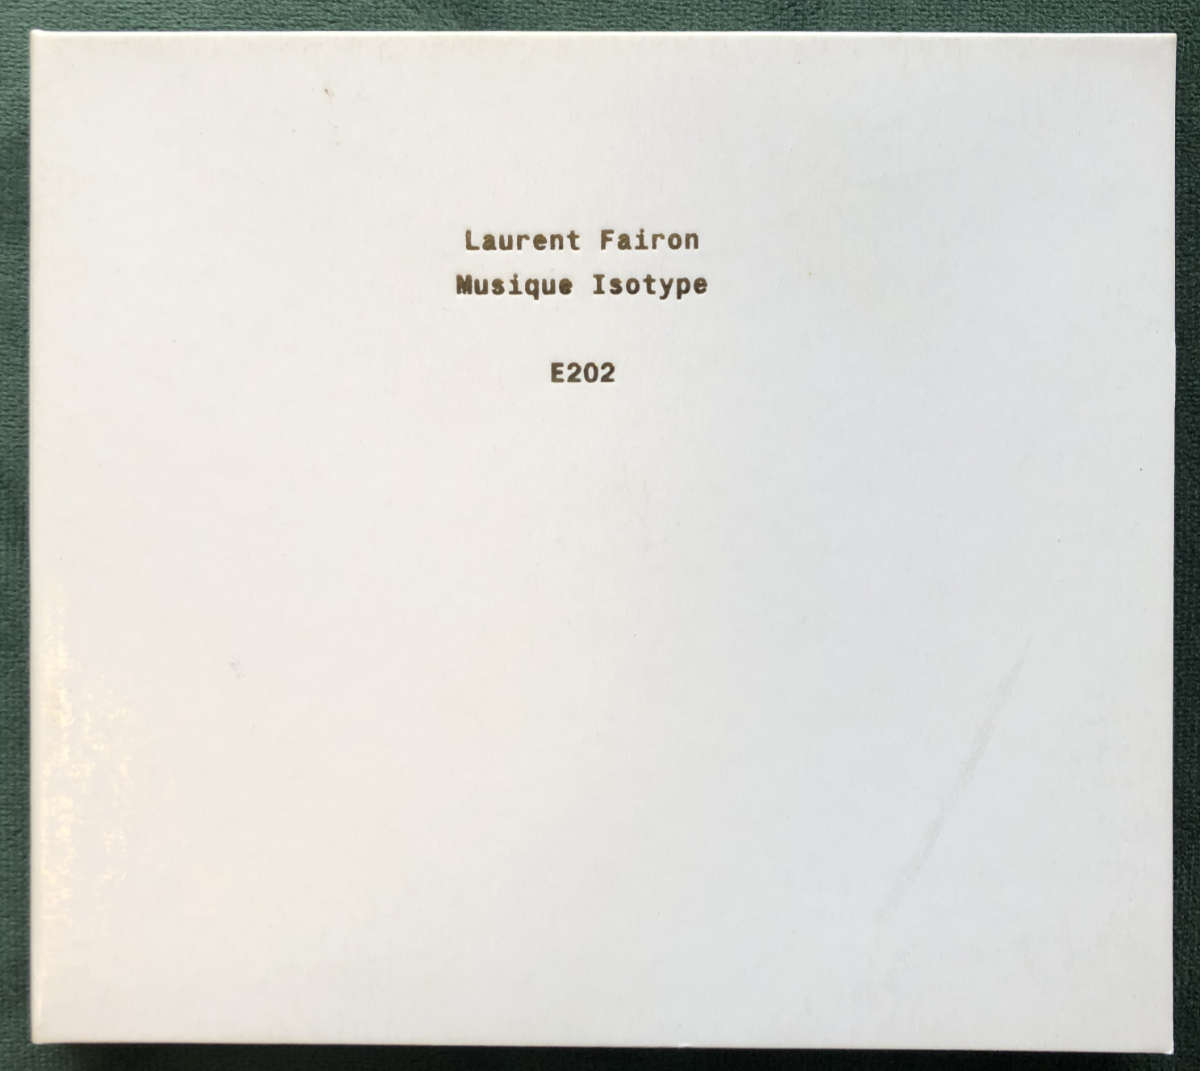 Laurent Fairon
Musique Isotype
E202